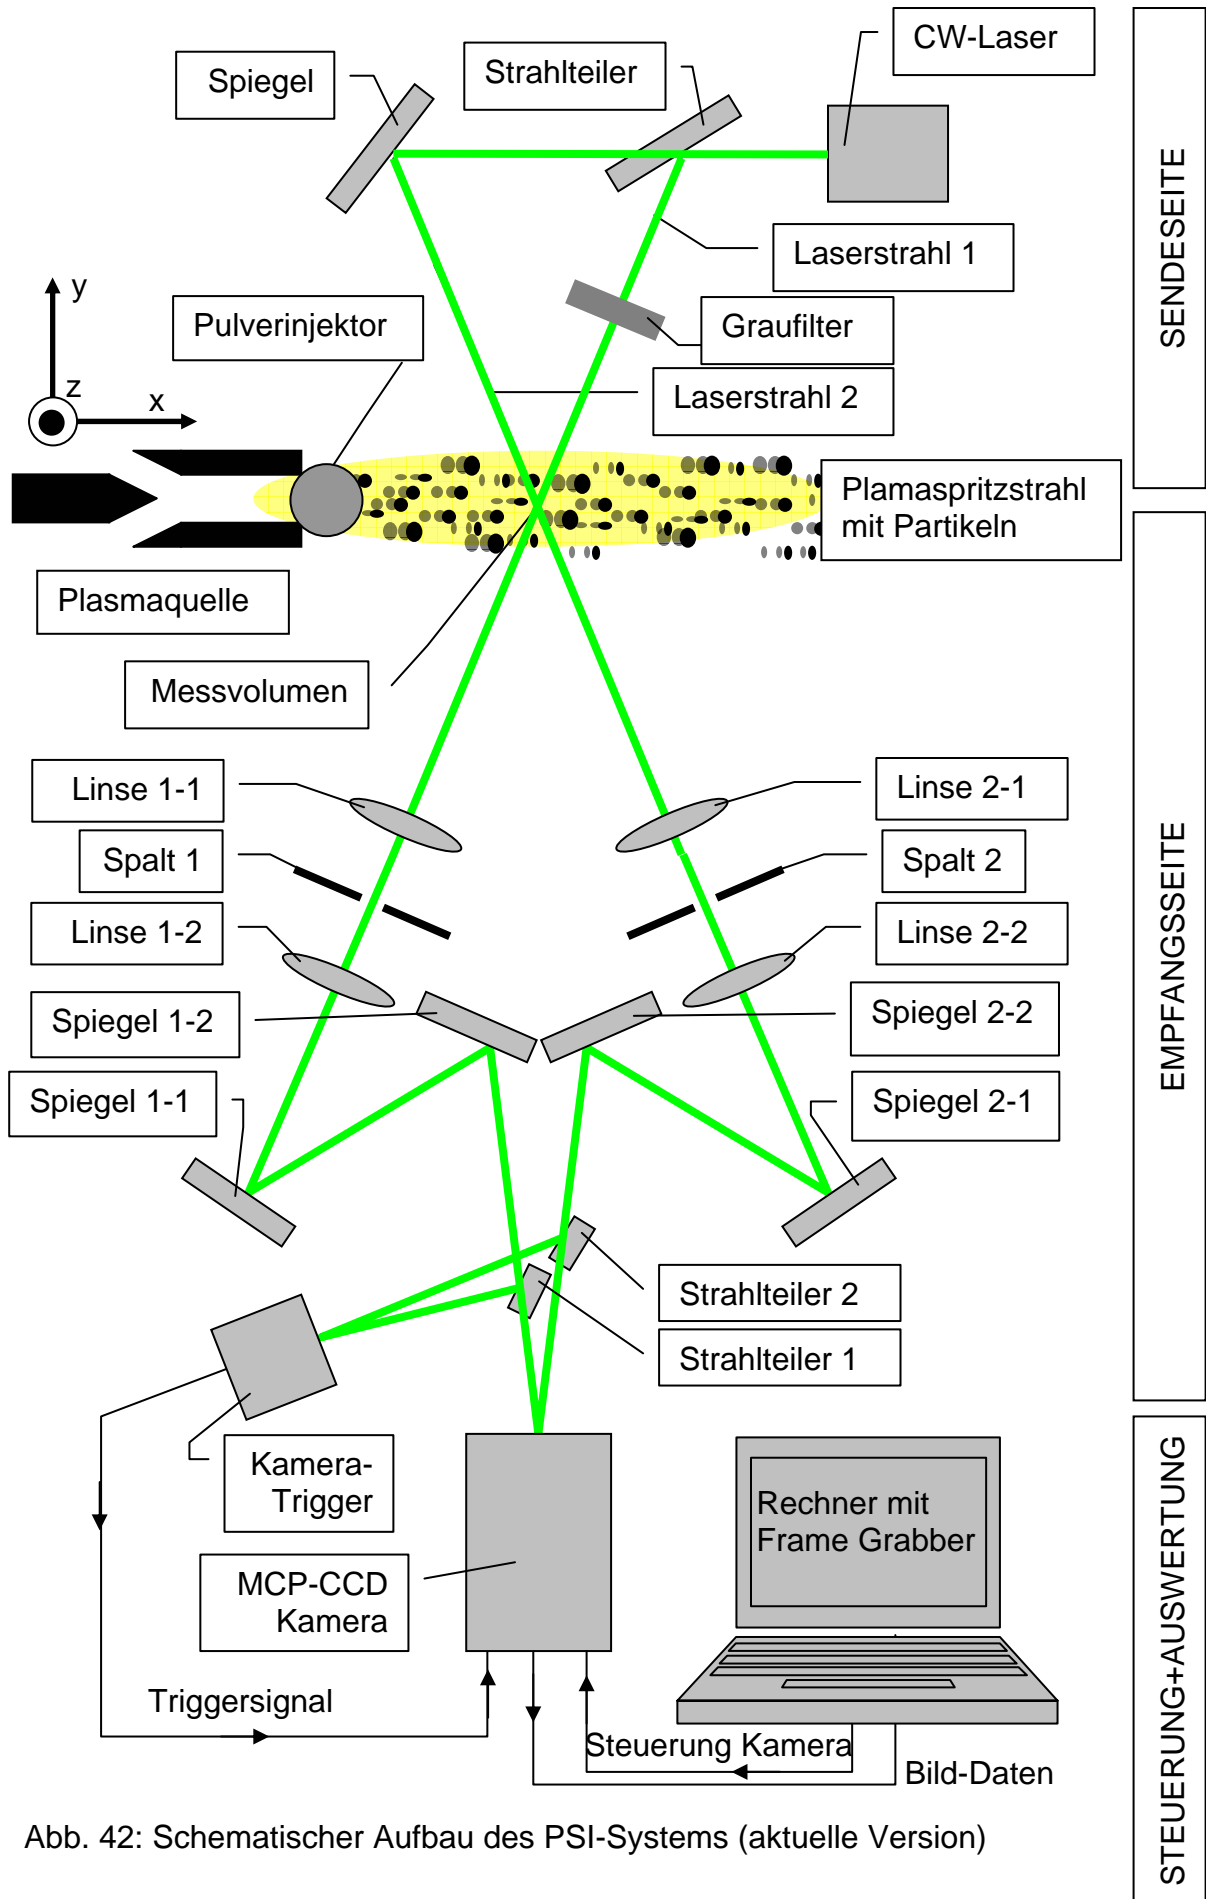 CW-Laser
Spiegel
Strahlteiler
Laserstrahl 1
SENDESEITE
y
Pulverinjektor
Graufilter
z
x
Laserstrahl 2
Plamaspritzstrahl
mit Partikeln
Plasmaquelle
Messvolumen
Linse 1-1
Linse 2-1
Spalt 1
Spalt 2
Linse 1-2
Linse 2-2
EMPFANGSSEITE
Spiegel 1-2
Spiegel 2-2
Spiegel 1-1
Spiegel 2-1
Strahlteiler 2
Strahlteiler 1
Kamera-
Trigger
Rechner mit
Frame Grabber
MCP-CCD
Kamera
STEUERUNG+AUSWERTUNG
Triggersignal
Steuerung Kamera
Bild-Daten
Abb. 42: Schematischer Aufbau des PSI-Systems (aktuelle Version)